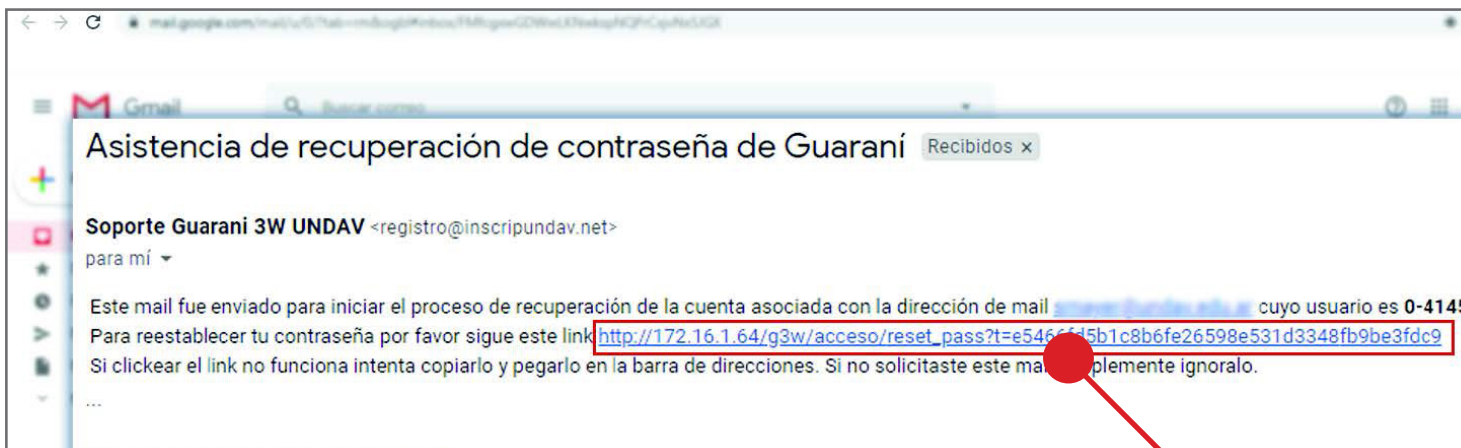 Gmail
Buscar correo
Asistencia de recuperación de contraseña de Guaraní Recibidos x
Soporte Guarani 3W UNDAV <registro@inscripundav.net>
para mí
Este mail fue enviado para iniciar el proceso de recuperación de la cuenta asociada con la dirección de mail cuyo usuario es 0-4145
Para reestablecer tu contraseña por favor sigue este link http://172.16.1.64/g3w/acceso/reset_pass?t=e5466fd5b1c8b6fe26598e531d3348fb9be3fdc9
Si clickear el link no funciona intenta copiarlo y pegarlo en la barra de direcciones. Si no solicitaste este ignoralo.
...